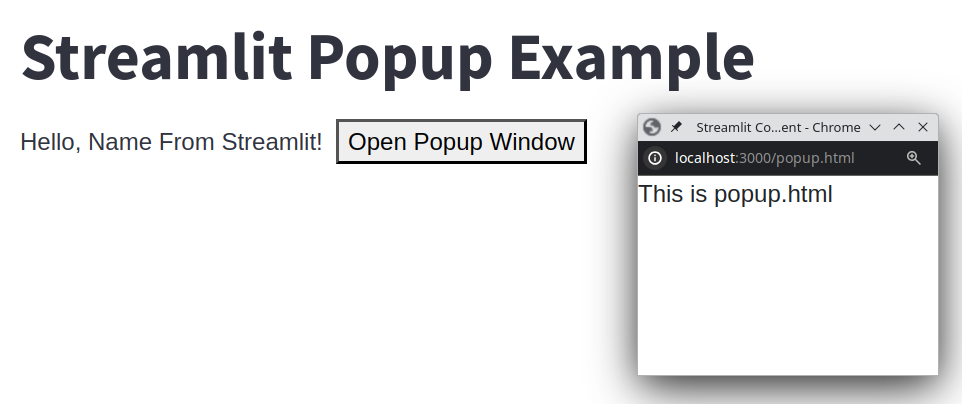 Streamlit Popup Example
Hello, Name From Streamlit! Open Popup Window
Streamlit Co...ent - Chrome
localhost:3000/popup.html
This is popup.html